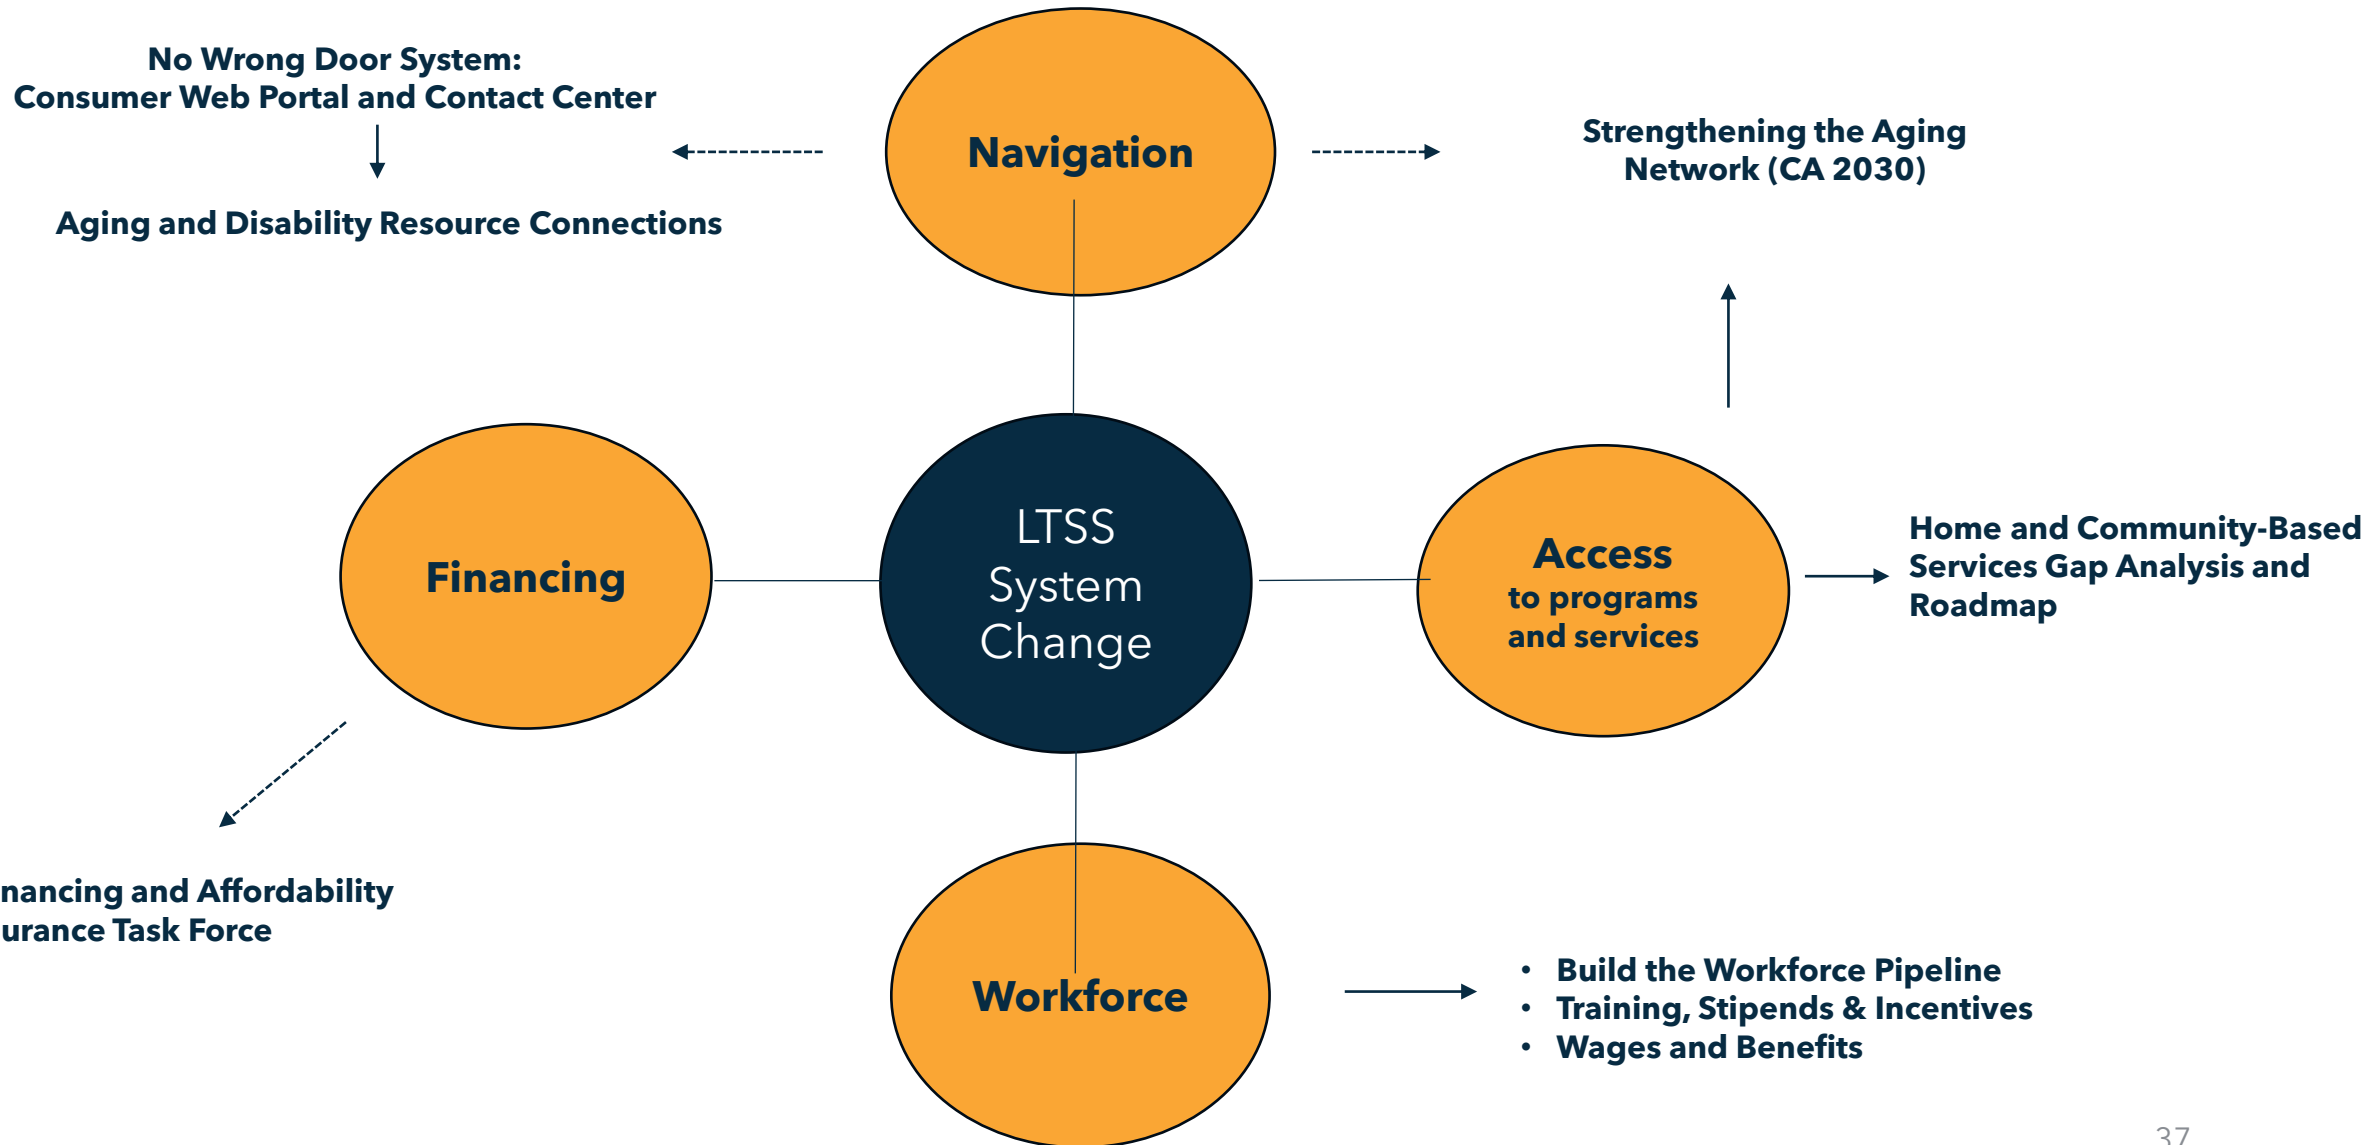 No Wrong Door System:
Consumer Web Portal and Contact Center
Aging and Disability Resource Connections
Navigation
Strengthening the Aging
Network (CA 2030)
Financing
LTSS
System
Change
Access
to programs
and services
Home and Community-Based
Services Gap Analysis and
Roadmap
nancing and Affordability
urance Task Force
Workforce
• Build the Workforce Pipeline
• Training, Stipends & Incentives
• Wages and Benefits
37